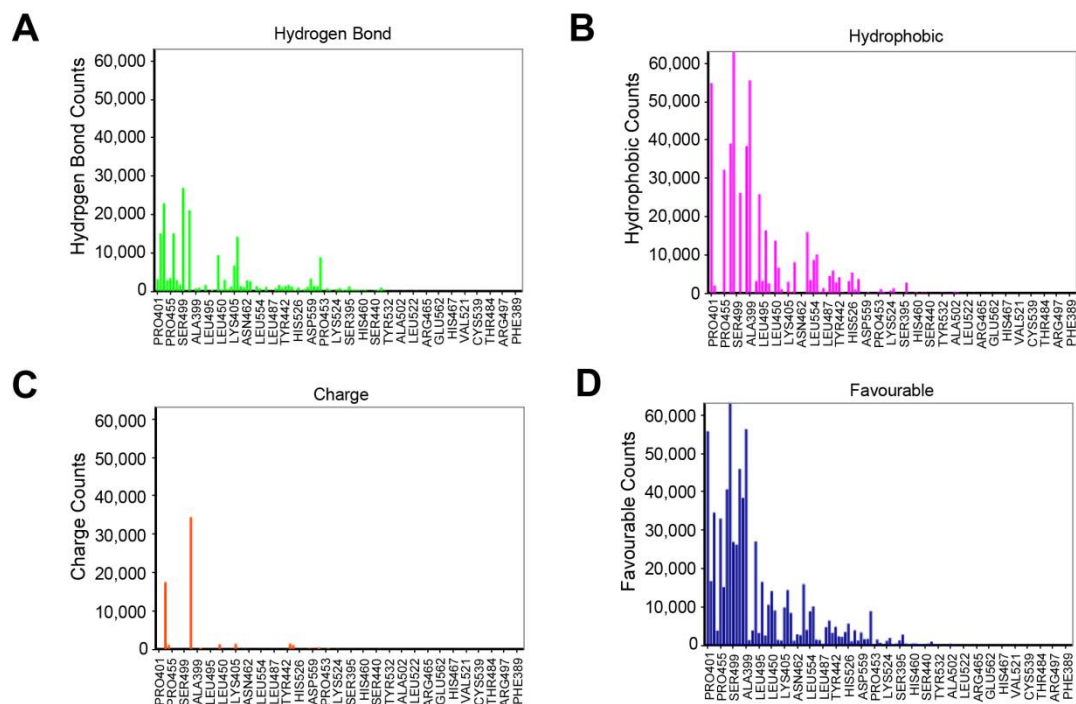 A
Hydrogen Bond
Hydrpgen Bond Counts
60,000
50,000
40,000
30,000
20,000
10,000
0
PRO401
PRO455
SER499
ALA399
LEU495
LEU450
LYS405
ASN462
LEU554
LEU487
TYR442
HIS526
ASP559
PRO453
LYS524
SER395
HIS460
SER440
TYR532
ALA502
LEU522
ARG465
GLU562
HIS467
VAL521
CYS539
THR484
ARG497
PHE389
B
Hydrophobic
Hydrophobic Counts
60,000
50,000
40,000
30,000
20,000
10,000
0
PRO401
PRO455
SER499
ALA399
LEU495
LEU450
LYS405
ASN462
LEU554
LEU487
TYR442
HIS526
ASP559
PRO453
LYS524
SER395
HIS460
SER440
TYR532
ALA502
LEU522
ARG465
GLU562
HIS467
VAL521
CYS539
THR484
ARG497
PHE389
C
Charge
Charge Counts
60,000
50,000
40,000
30,000
20,000
10,000
0
PRO401
PRO455
SER499
ALA399
LEU495
LEU450
LYS405
ASN462
LEU554
LEU487
TYR442
HIS526
ASP559
PRO453
LYS524
SER395
HIS460
SER440
TYR532
ALA502
LEU522
ARG465
GLU562
HIS467
VAL521
CYS539
THR484
ARG497
PHE389
D
Favourable
Favourable Counts
60,000
50,000
40,000
30,000
20,000
10,000
0
PRO401
PRO455
SER499
ALA399
LEU495
LEU450
LYS405
ASN462
LEU554
LEU487
TYR442
HIS526
ASP559
PRO453
LYS524
SER395
HIS460
SER440
TYR532
ALA502
LEU522
ARG465
GLU562
HIS467
VAL521
CYS539
THR484
ARG497
PHE389